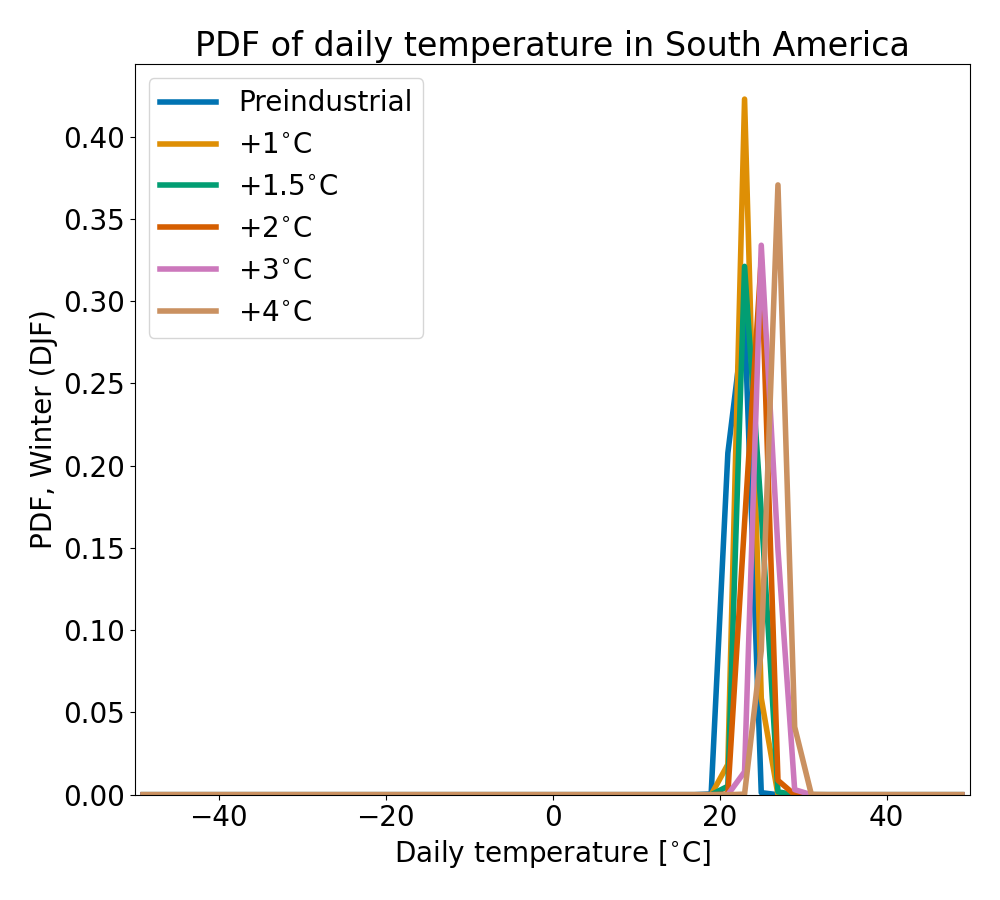 PDF of daily temperature in South America
Preindustrial
+1°C
+1.5°C
+2°C
+3°C
+4°C
PDF, Winter (DJF)
0.40
0.35
0.30
0.25
0.20
0.15
0.10
0.05
0.00
−40 −20 0 20 40
Daily temperature [°C]